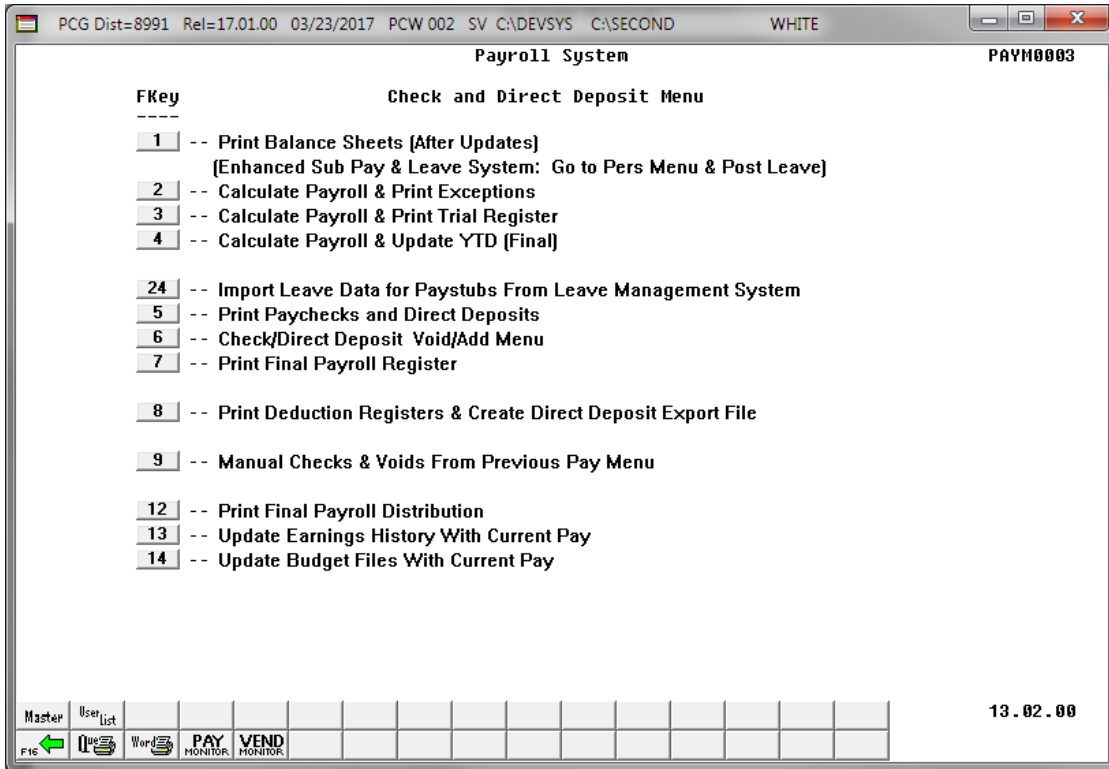 PCG Dist=8991 Rel=17.01.00 03/23/2017 PCW 002 SV C:\DEVSYS C:\SECOND WHITE
Payroll System PAYM0003
FKey Check and Direct Deposit Menu
----
1 -- Print Balance Sheets (After Updates)
(Enhanced Sub Pay & Leave System: Go to Pers Menu & Post Leave)
2 -- Calculate Payroll & Print Exceptions
3 -- Calculate Payroll & Print Trial Register
4 -- Calculate Payroll & Update YTD (Final)
24 -- Import Leave Data for Paystubs From Leave Management System
5 -- Print Paychecks and Direct Deposits
6 -- Check/Direct Deposit Void/Add Menu
7 -- Print Final Payroll Register
8 -- Print Deduction Registers & Create Direct Deposit Export File
9 -- Manual Checks & Voids From Previous Pay Menu
12 -- Print Final Payroll Distribution
13 -- Update Earnings History With Current Pay
14 -- Update Budget Files With Current Pay
Master User List 13.02.00
F16 Que Word PAY MONITOR VEND MONITOR